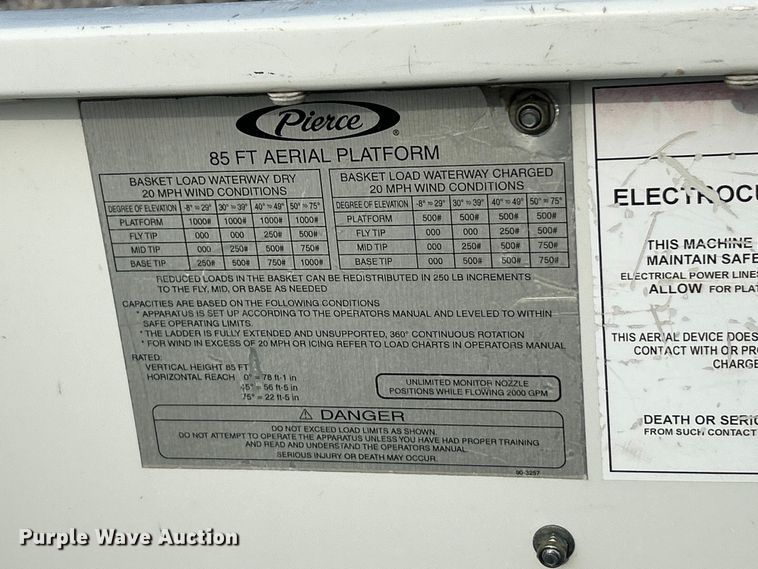 Pierce ®
85 FT AERIAL PLATFORM
BASKET LOAD WATERWAY DRY
20 MPH WIND CONDITIONS
DEGREE OF ELEVATION -8° TO 29° 30° TO 39° 40° TO 49° 50° TO 75°
PLATFORM 1000# 1000# 1000# 1000#
FLY TIP 000 000 250# 500#
MID TIP 000 250# 500# 750#
BASE TIP 250# 500# 750# 1000#
BASKET LOAD WATERWAY CHARGED
20 MPH WIND CONDITIONS
DEGREE OF ELEVATION -8° TO 29° 30° TO 39° 40° TO 49° 50° TO 75°
PLATFORM 500# 500# 500# 500#
FLY TIP 000 000 250# 500#
MID TIP 000 250# 500# 750#
BASE TIP 000 500# 500# 750#
REDUCED LOADS IN THE BASKET CAN BE REDISTRIBUTED IN 250 LB INCREMENTS
TO THE FLY, MID, OR BASE AS NEEDED
CAPACITIES ARE BASED ON THE FOLLOWING CONDITIONS
* APPARATUS IS SET UP ACCORDING TO THE OPERATORS MANUAL AND LEVELED TO WITHIN
SAFE OPERATING LIMITS.
* THE LADDER IS FULLY EXTENDED AND UNSUPPORTED, 360° CONTINUOUS ROTATION
* FOR WIND IN EXCESS OF 20 MPH OR ICING REFER TO LOAD CHARTS IN OPERATORS MANUAL
RATED:
VERTICAL HEIGHT 85 FT
HORIZONTAL REACH 0° = 78 ft-1 in
45° = 56 ft-5 in
75° = 22 ft-5 in
UNLIMITED MONITOR NOZZLE
POSITIONS WHILE FLOWING 2000 GPM
⚠ DANGER
DO NOT EXCEED LOAD LIMITS AS SHOWN.
DO NOT ATTEMPT TO OPERATE THE APPARATUS UNLESS YOU HAVE HAD PROPER TRAINING
AND READ AND UNDERSTAND THE OPERATORS MANUAL.
SERIOUS INJURY OR DEATH MAY OCCUR.
90-3257
ELECTROCU
THIS MACHINE
MAINTAIN SAFE
ELECTRICAL POWER LINES
ALLOW FOR PLAT
THIS AERIAL DEVICE DOES
CONTACT WITH OR PRO
CHARGE
DEATH OR SERIO
FROM SUCH CONTACT
Purple Wave Auction